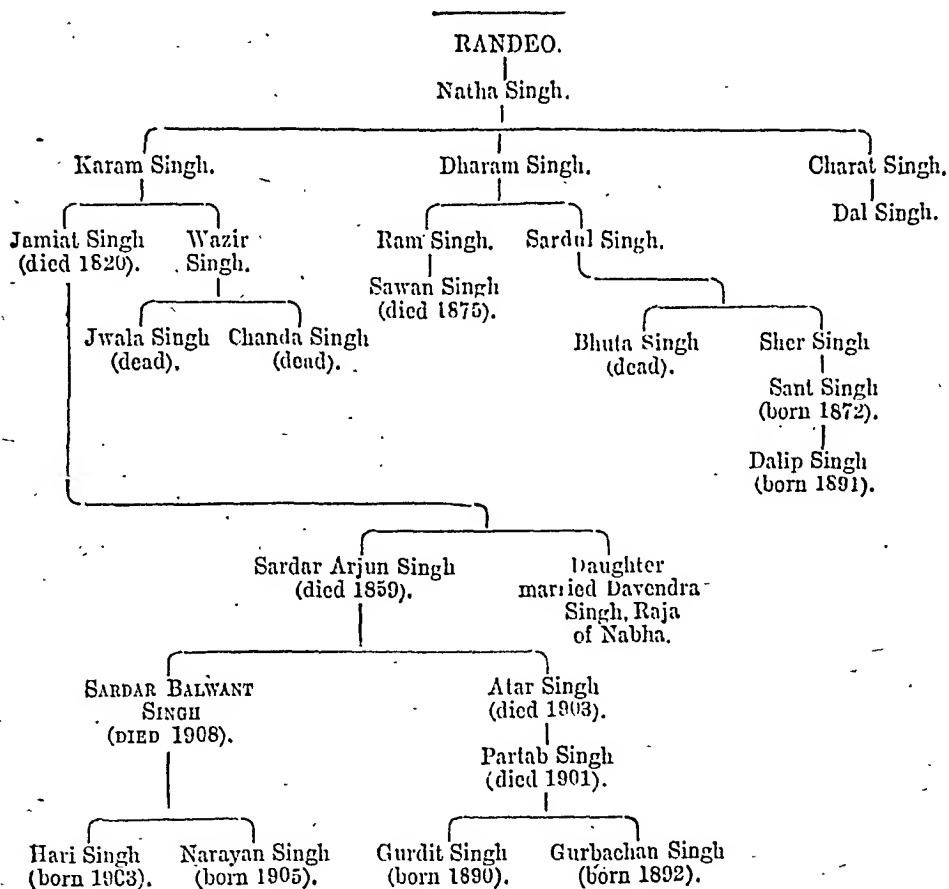 RANDEO.
Natha Singh.
Karam Singh.
Dharam Singh.
Charat Singh.
Dal Singh.
Jamiat Singh
(died 1820).
Wazir
Singh.
Ram Singh.
Sardul Singh.
Sawan Singh
(died 1875).
Jwala Singh
(dead).
Chanda Singh
(dead).
Bhuta Singh
(dead).
Sher Singh
Sant Singh
(born 1872).
Dalip Singh
(born 1891).
Sardar Arjun Singh
(died 1859).
Daughter
married Davendra
Singh, Raja
of Nabha.
SARDAR BALWANT
SINGH
(DIED 1908).
Atar Singh
(died 1903).
Partab Singh
(died 1901).
Hari Singh
(born 1903).
Narayan Singh
(born 1905).
Gurdit Singh
(born 1890).
Gurbachan Singh
(born 1892).